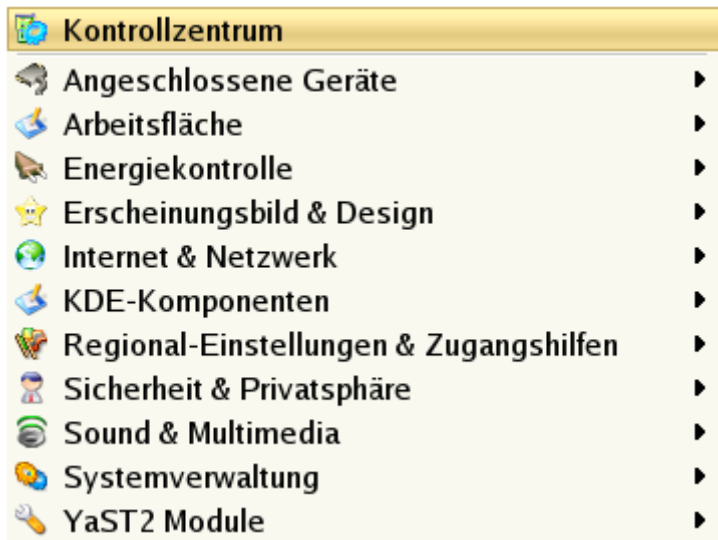 Kontrollzentrum
Angeschlossene Geräte
Arbeitsfläche
Energiekontrolle
Erscheinungsbild & Design
Internet & Netzwerk
KDE-Komponenten
Regional-Einstellungen & Zugangshilfen
Sicherheit & Privatsphäre
Sound & Multimedia
Systemverwaltung
YaST2 Module